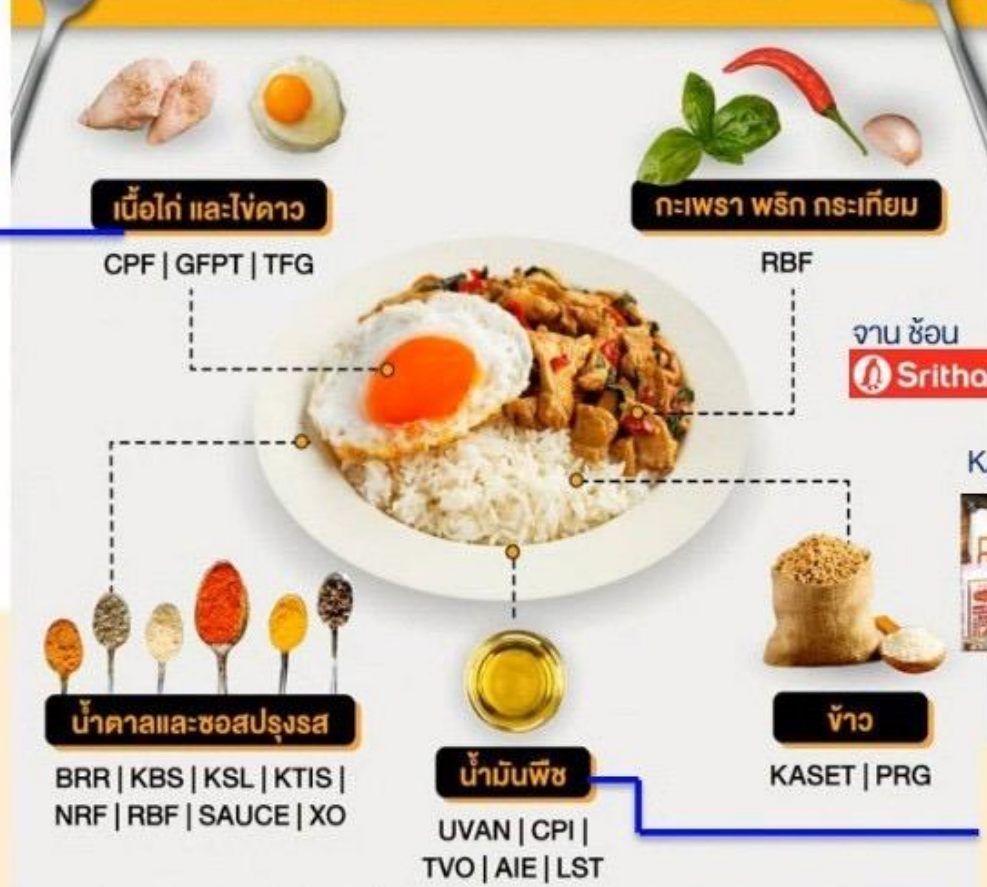 เนื้อไก่ และไข่ดาว
CPF | GFPT | TFG
กะเพรา พริก กระเทียม
RBF
จาน ช้อน
น้ำตาลและซอสปรุงรส
BRR | KBS | KSL | KTIS |
NRF | RBF | SAUCE | XO
น้ำมันพืช
UVAN | CPI |
TVO | AIE | LST
ข้าว
KASET | PRG